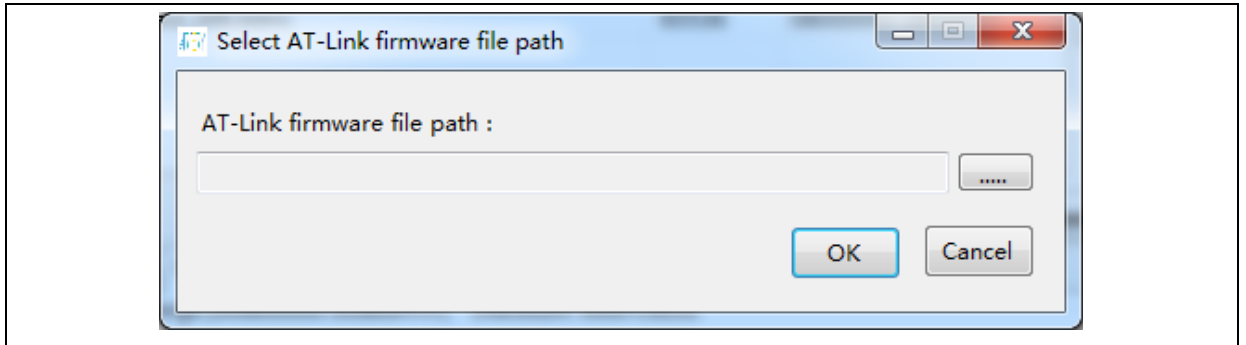 Select AT-Link firmware file path
AT-Link firmware file path :
.....
OK
Cancel